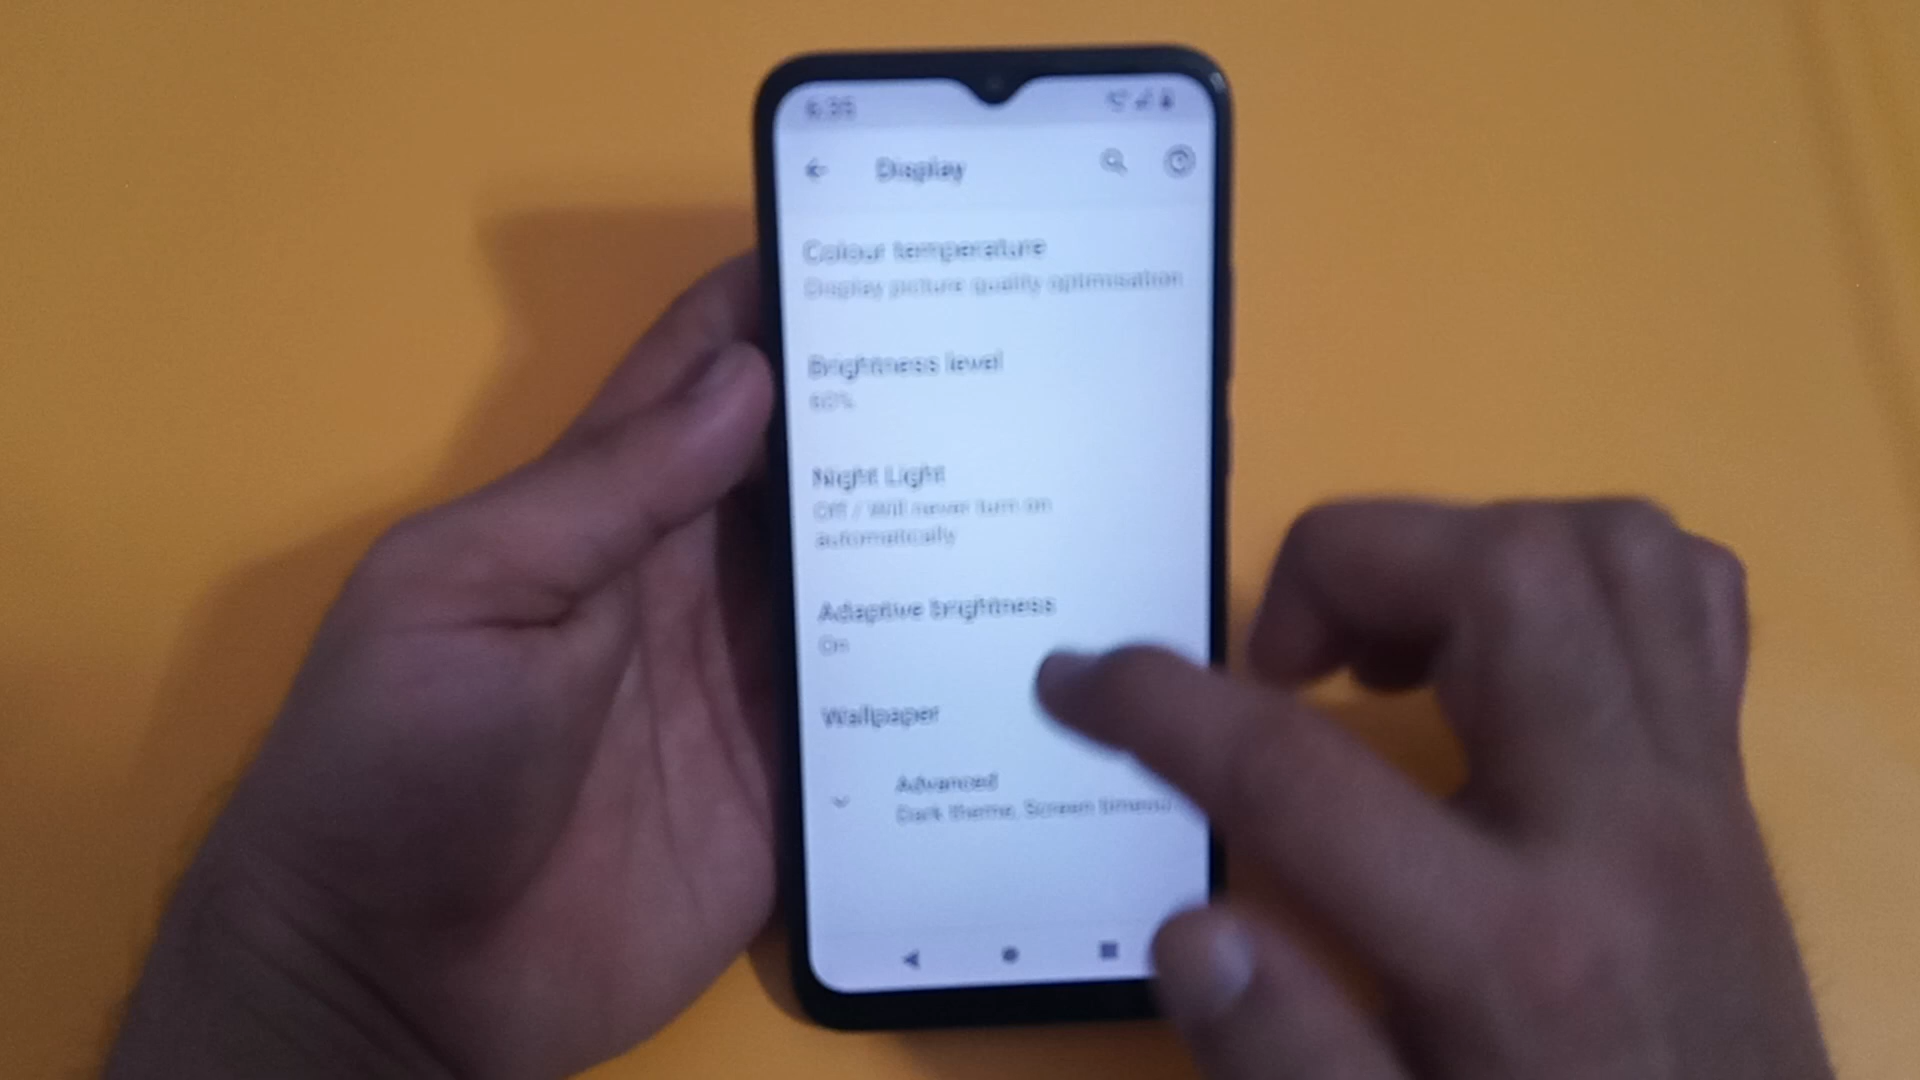 Display
Colour temperature
Display picture quality optimisation
Brightness level
Night Light
Off / Will never turn on
automatically
Adaptive brightness
On
Wallpaper
Advanced
Dark theme, Screen timeout